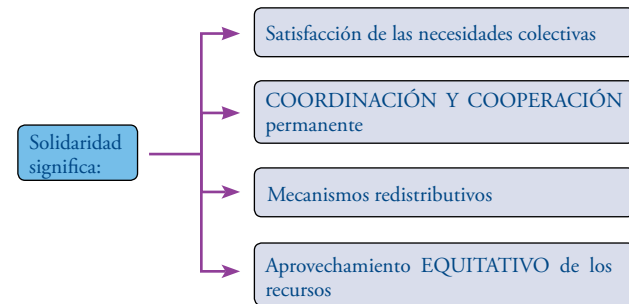 Solidaridad
significa:
Satisfacción de las necesidades colectivas
COORDINACIÓN Y COOPERACIÓN
permanente
Mecanismos redistributivos
Aprovechamiento EQUITATIVO de los
recursos